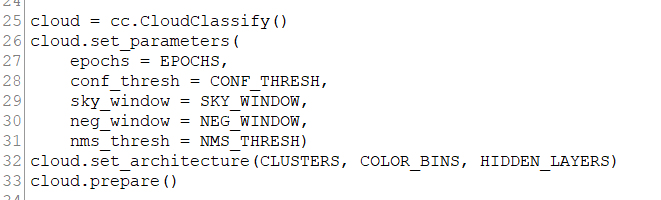 25 cloud = cc.CloudClassify()
26 cloud.set_parameters(
27     epochs = EPOCHS,
28     conf_thresh = CONF_THRESH,
29     sky_window = SKY_WINDOW,
30     neg_window = NEG_WINDOW,
31     nms_thresh = NMS_THRESH)
32 cloud.set_architecture(CLUSTERS, COLOR_BINS, HIDDEN_LAYERS)
33 cloud.prepare()